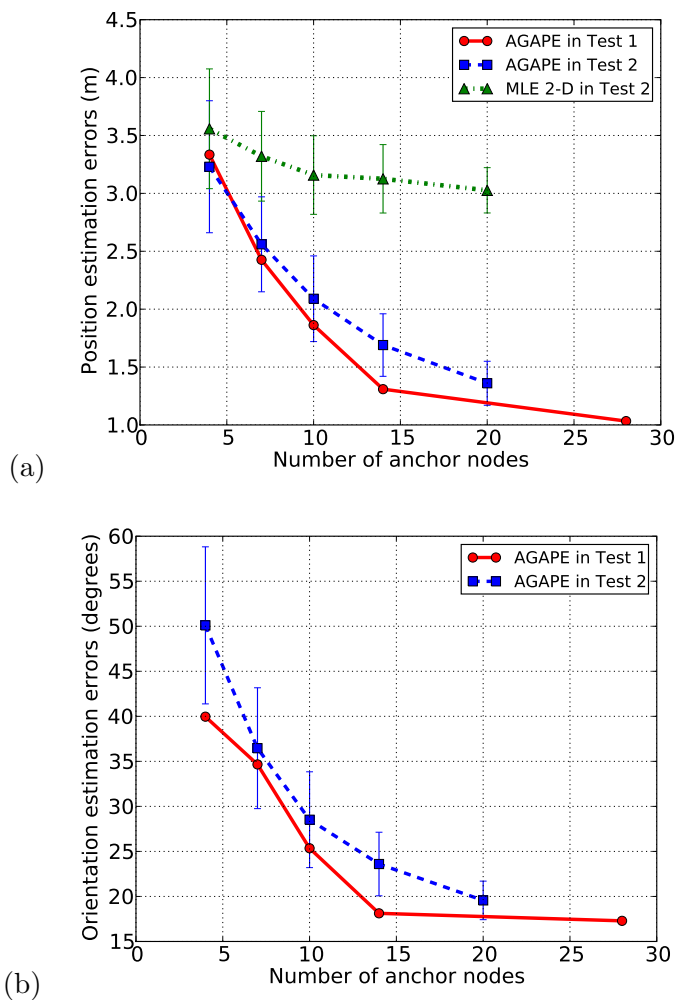 4.5
4.0
3.5
3.0
2.5
2.0
1.5
1.0
Position estimation errors (m)
AGAPE in Test 1
AGAPE in Test 2
MLE 2-D in Test 2
0 5 10 15 20 25 30
Number of anchor nodes
(a)
60
55
50
45
40
35
30
25
20
15
Orientation estimation errors (degrees)
AGAPE in Test 1
AGAPE in Test 2
0 5 10 15 20 25 30
Number of anchor nodes
(b)